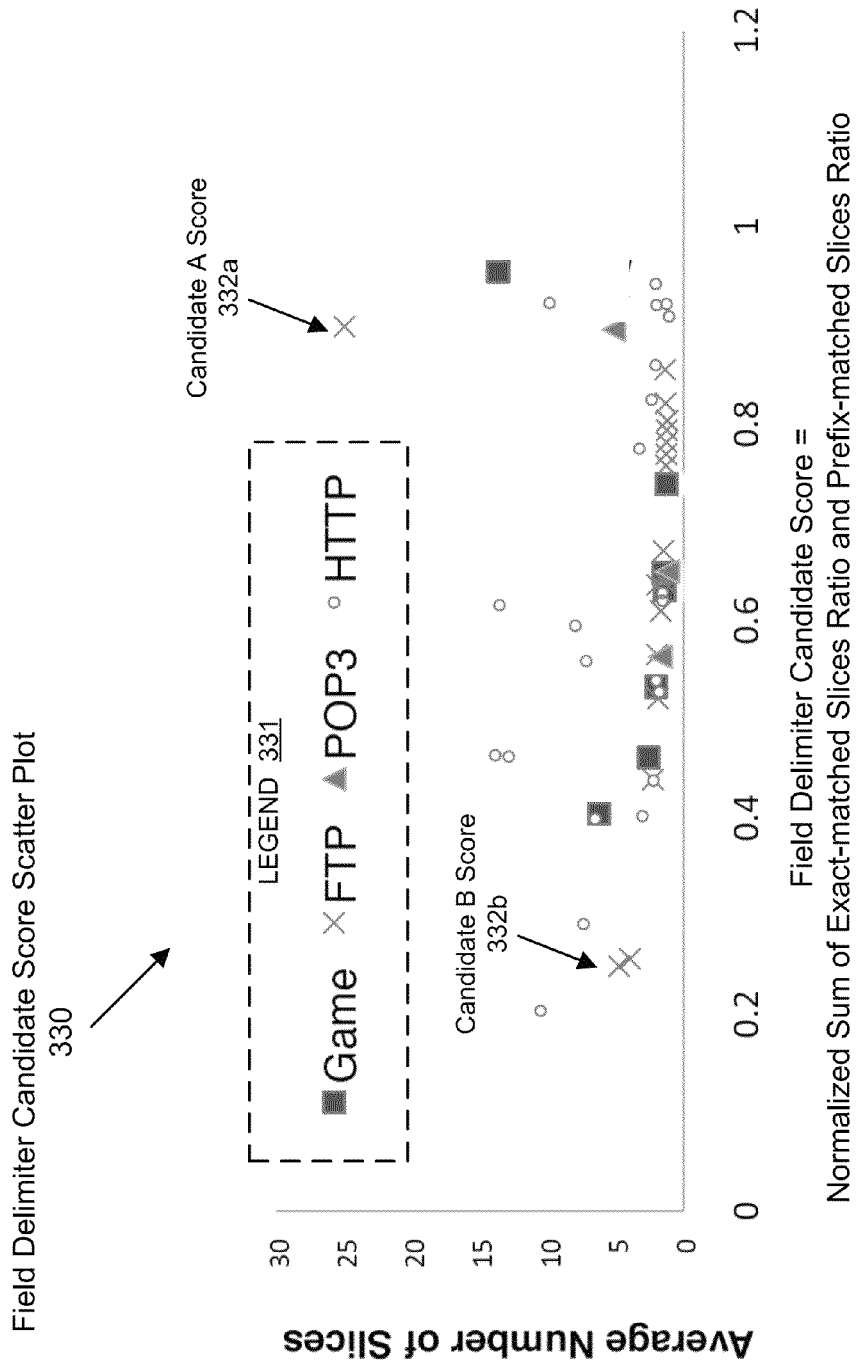 Field Delimiter Candidate Score Scatter Plot
330
LEGEND 331
Game FTP POP3 HTTP
Candidate A Score
332a
Candidate B Score
332b
Average Number of Slices
30
25
20
15
10
5
0
0 0.2 0.4 0.6 0.8 1 1.2
Field Delimiter Candidate Score =
Normalized Sum of Exact-matched Slices Ratio and Prefix-matched Slices Ratio